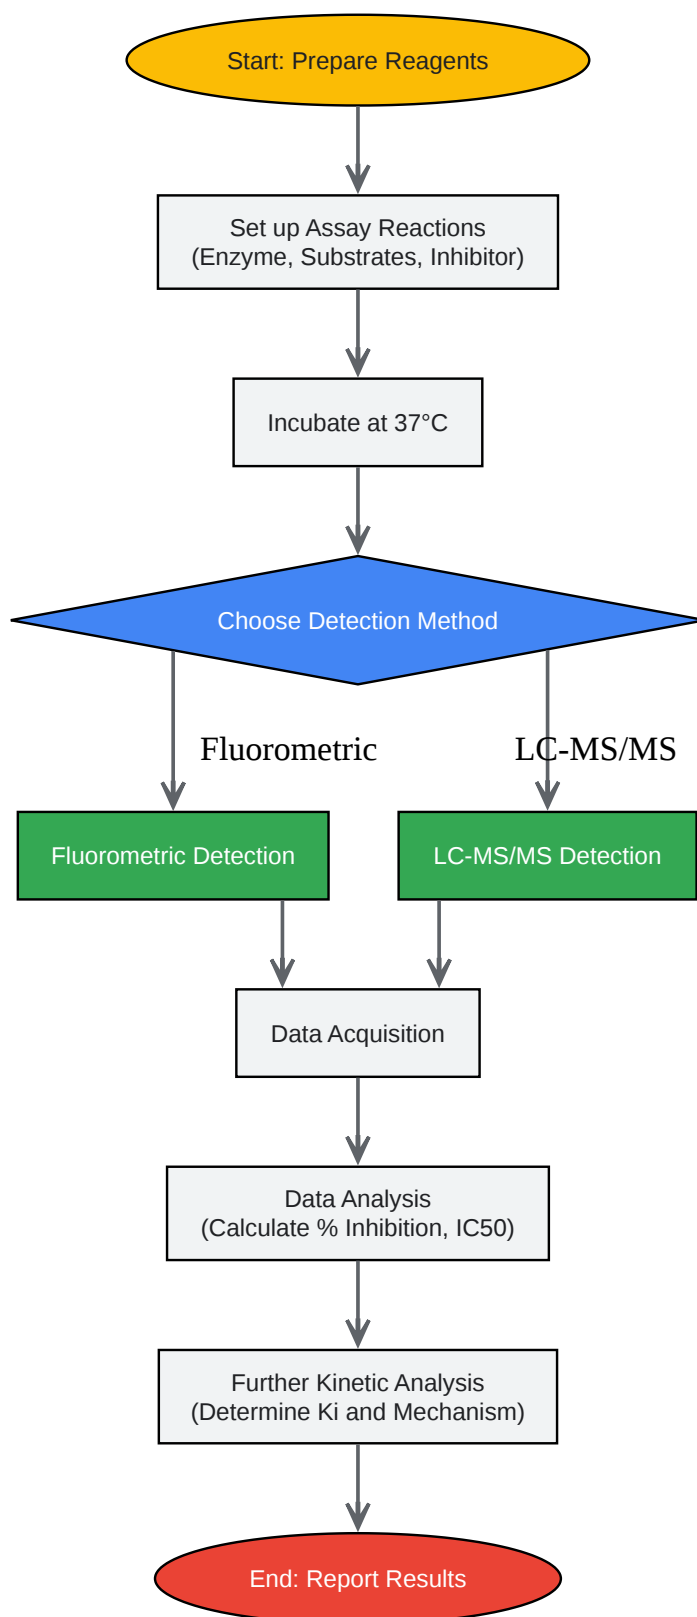 Start: Prepare Reagents
Set up Assay Reactions
(Enzyme, Substrates, Inhibitor)
Incubate at 37°C
Choose Detection Method
Fluorometric
LC-MS/MS
Fluorometric Detection
LC-MS/MS Detection
Data Acquisition
Data Analysis
(Calculate % Inhibition, IC50)
Further Kinetic Analysis
(Determine Ki and Mechanism)
End: Report Results